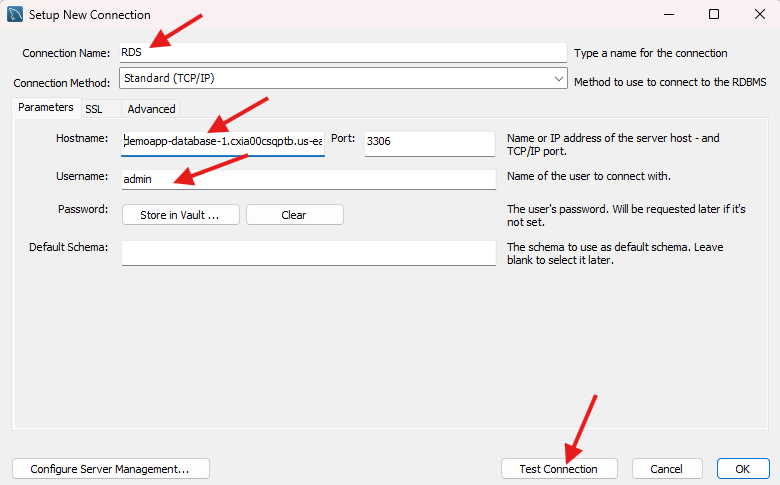 Setup New Connection
Connection Name: RDS Type a name for the connection
Connection Method: Standard (TCP/IP) Method to use to connect to the RDBMS
Parameters SSL Advanced
Hostname: demoapp-database-1.cxia00csqptb.us-ea Port: 3306 Name or IP address of the server host - and
TCP/IP port.
Username: admin Name of the user to connect with.
Password: Store in Vault ... Clear The user's password. Will be requested later if it's
not set.
Default Schema: The schema to use as default schema. Leave
blank to select it later.
Configure Server Management... Test Connection Cancel OK